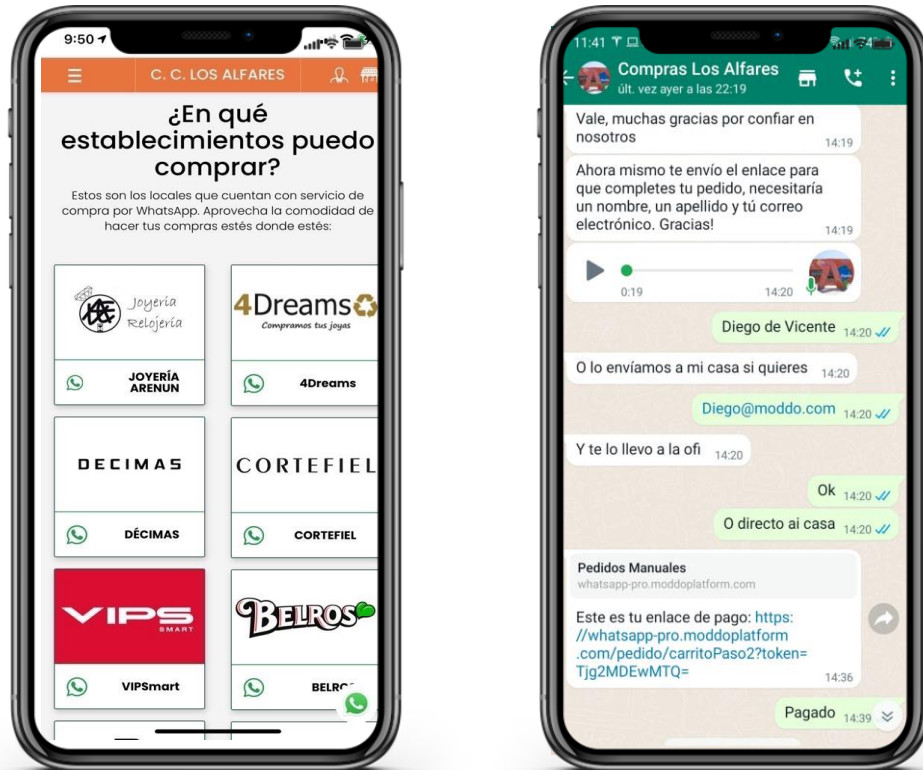 9:50
C. C. LOS ALFARES
¿En qué
establecimientos puedo
comprar?
Estos son los locales que cuentan con servicio de
compra por WhatsApp. Aprovecha la comodidad de
hacer tus compras estés donde estés:
Joyería
Relojería
JOYERÍA
ARENUN
4Dreams
Compramos tus joyas
4Dreams
DECIMAS
DÉCIMAS
CORTEFIEL
CORTEFIEL
VIPS
SMART
VIPSmart
BELROS
11:41
Compras Los Alfares
últ. vez ayer a las 22:19
Vale, muchas gracias por confiar en
nosotros
14:19
Ahora mismo te envío el enlace para
que completes tu pedido, necesitaría
un nombre, un apellido y tú correo
electrónico. Gracias!
14:19
0:19 14:20
Diego de Vicente 14:20
O lo envíamos a mi casa si quieres 14:20
Diego@moddo.com 14:20
Y te lo llevo a la ofi 14:20
Ok 14:20
O directo ai casa 14:20
Pedidos Manuales
whatsapp-pro.moddoplatform.com
Este es tu enlace de pago: https:
//whatsapp-pro.moddoplatform
.com/pedido/carritoPaso2?token=
Tjg2MDEwMTQ=
14:36
Pagado 14:39